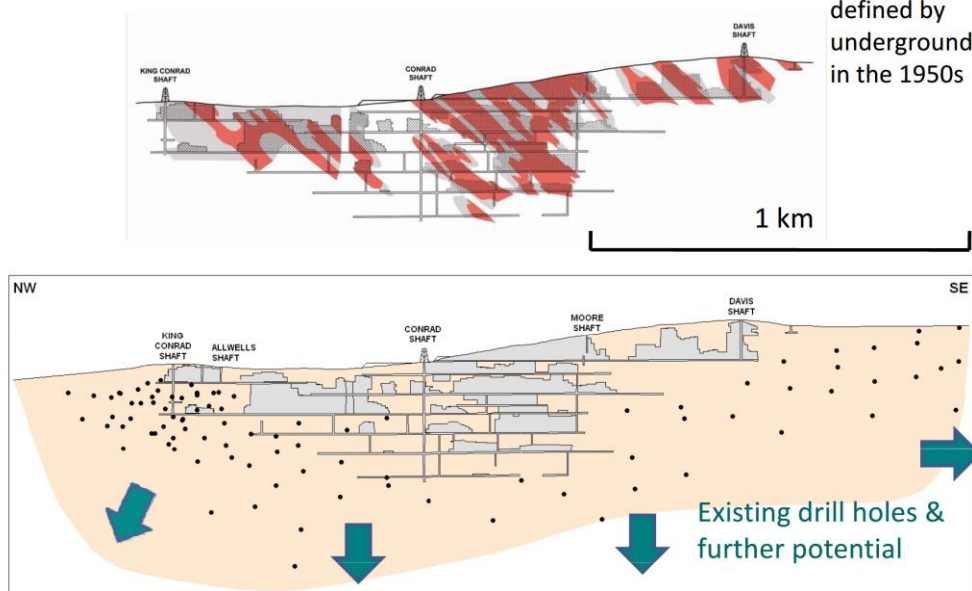 defined by
underground
in the 1950s
DAVIS
SHAFT
KING CONRAD
SHAFT
CONRAD
SHAFT
1 km
NW
SE
KING
CONRAD
SHAFT
ALLWELLS
SHAFT
CONRAD
SHAFT
MOORE
SHAFT
DAVIS
SHAFT
Existing drill holes &
further potential